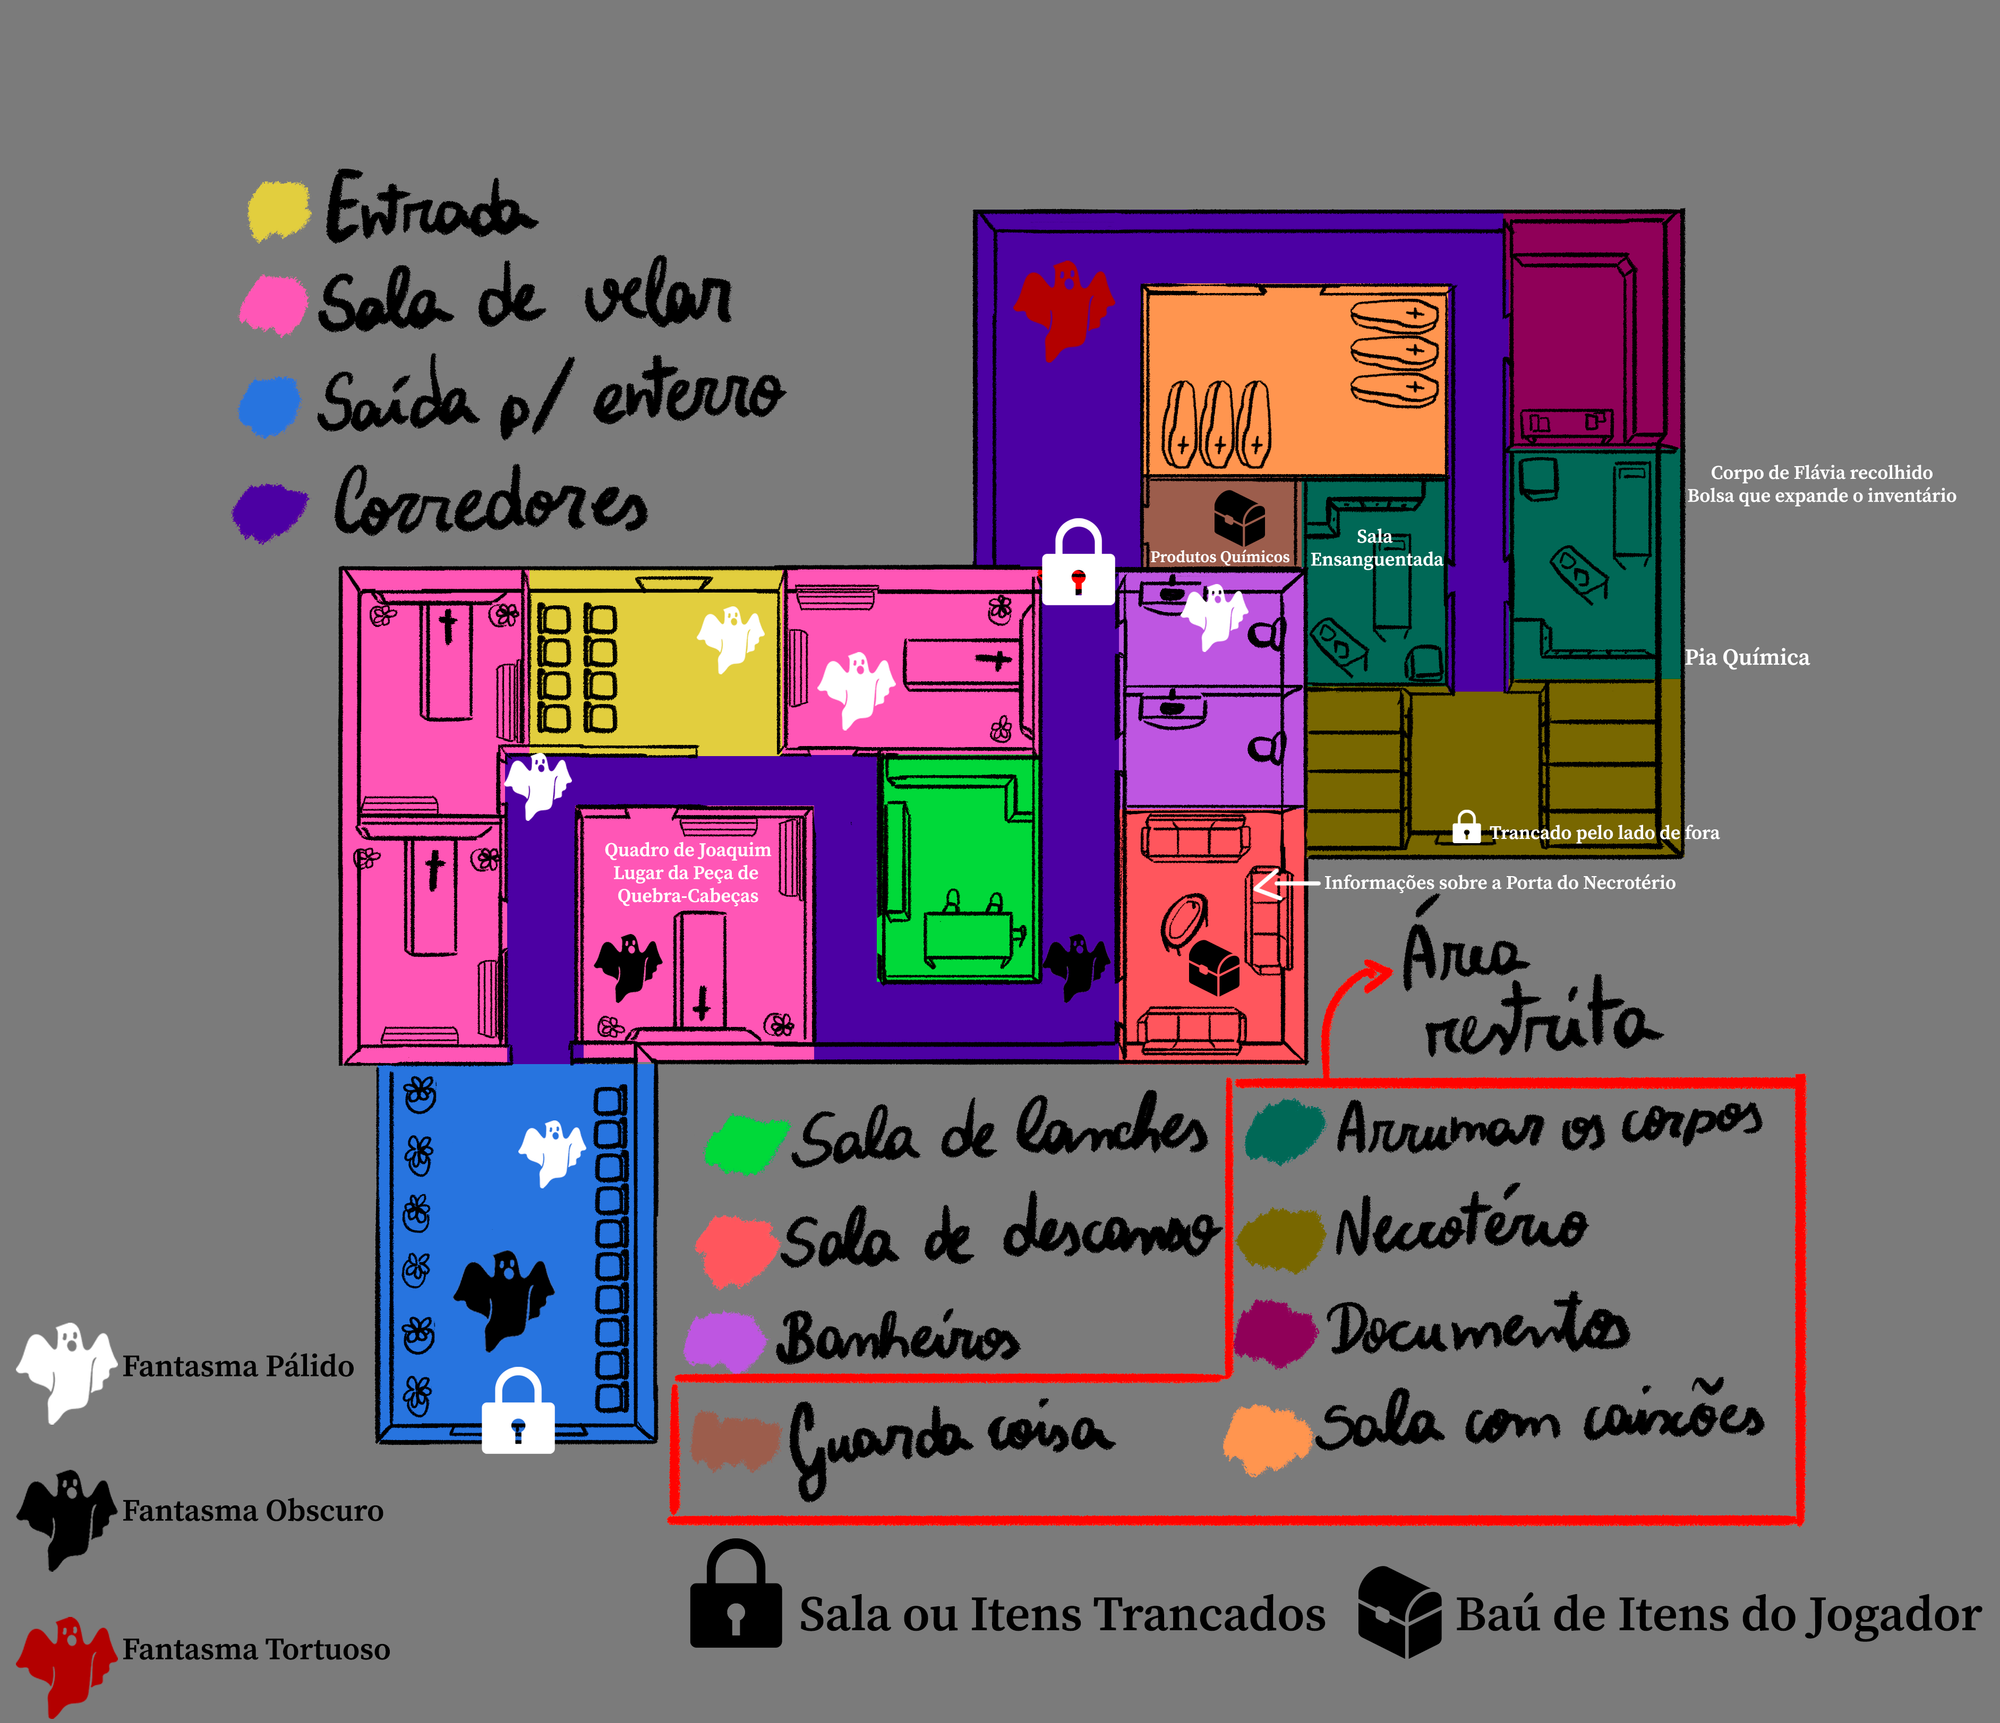 Entrada
Sala de velar
Saída p/ enterro
Corredores
Corpo de Flávia recolhido
Bolsa que expande o inventário
Produtos Químicos
Sala
Ensanguentada
Pia Química
Quadro de Joaquim
Lugar da Peça de
Quebra-Cabeças
Trancado pelo lado de fora
Informações sobre a Porta do Necrotério
Área
restrita
Sala de lanches
Sala de descanso
Banheiros
Guarda coisa
Arrumar os corpos
Necrotério
Documentos
Sala com caixões
Fantasma Pálido
Fantasma Obscuro
Fantasma Tortuoso
Sala ou Itens Trancados
Baú de Itens do Jogador